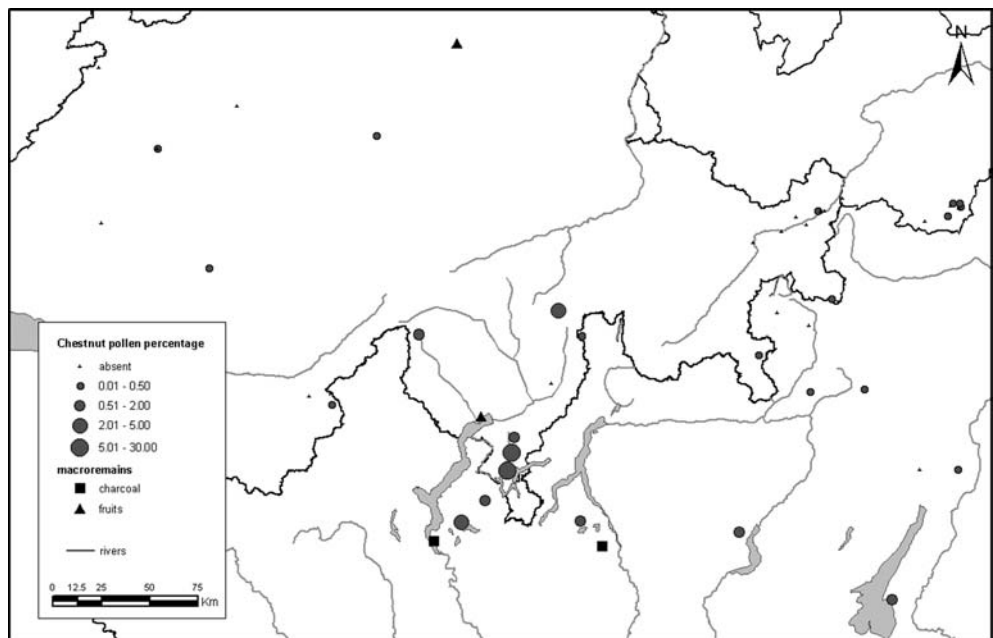 N
Chestnut pollen percentage
absent
0.01 - 0.50
0.51 - 2.00
2.01 - 5.00
5.01 - 30.00
macroremains
charcoal
fruits
rivers
0 12.5 25 50 75
Km